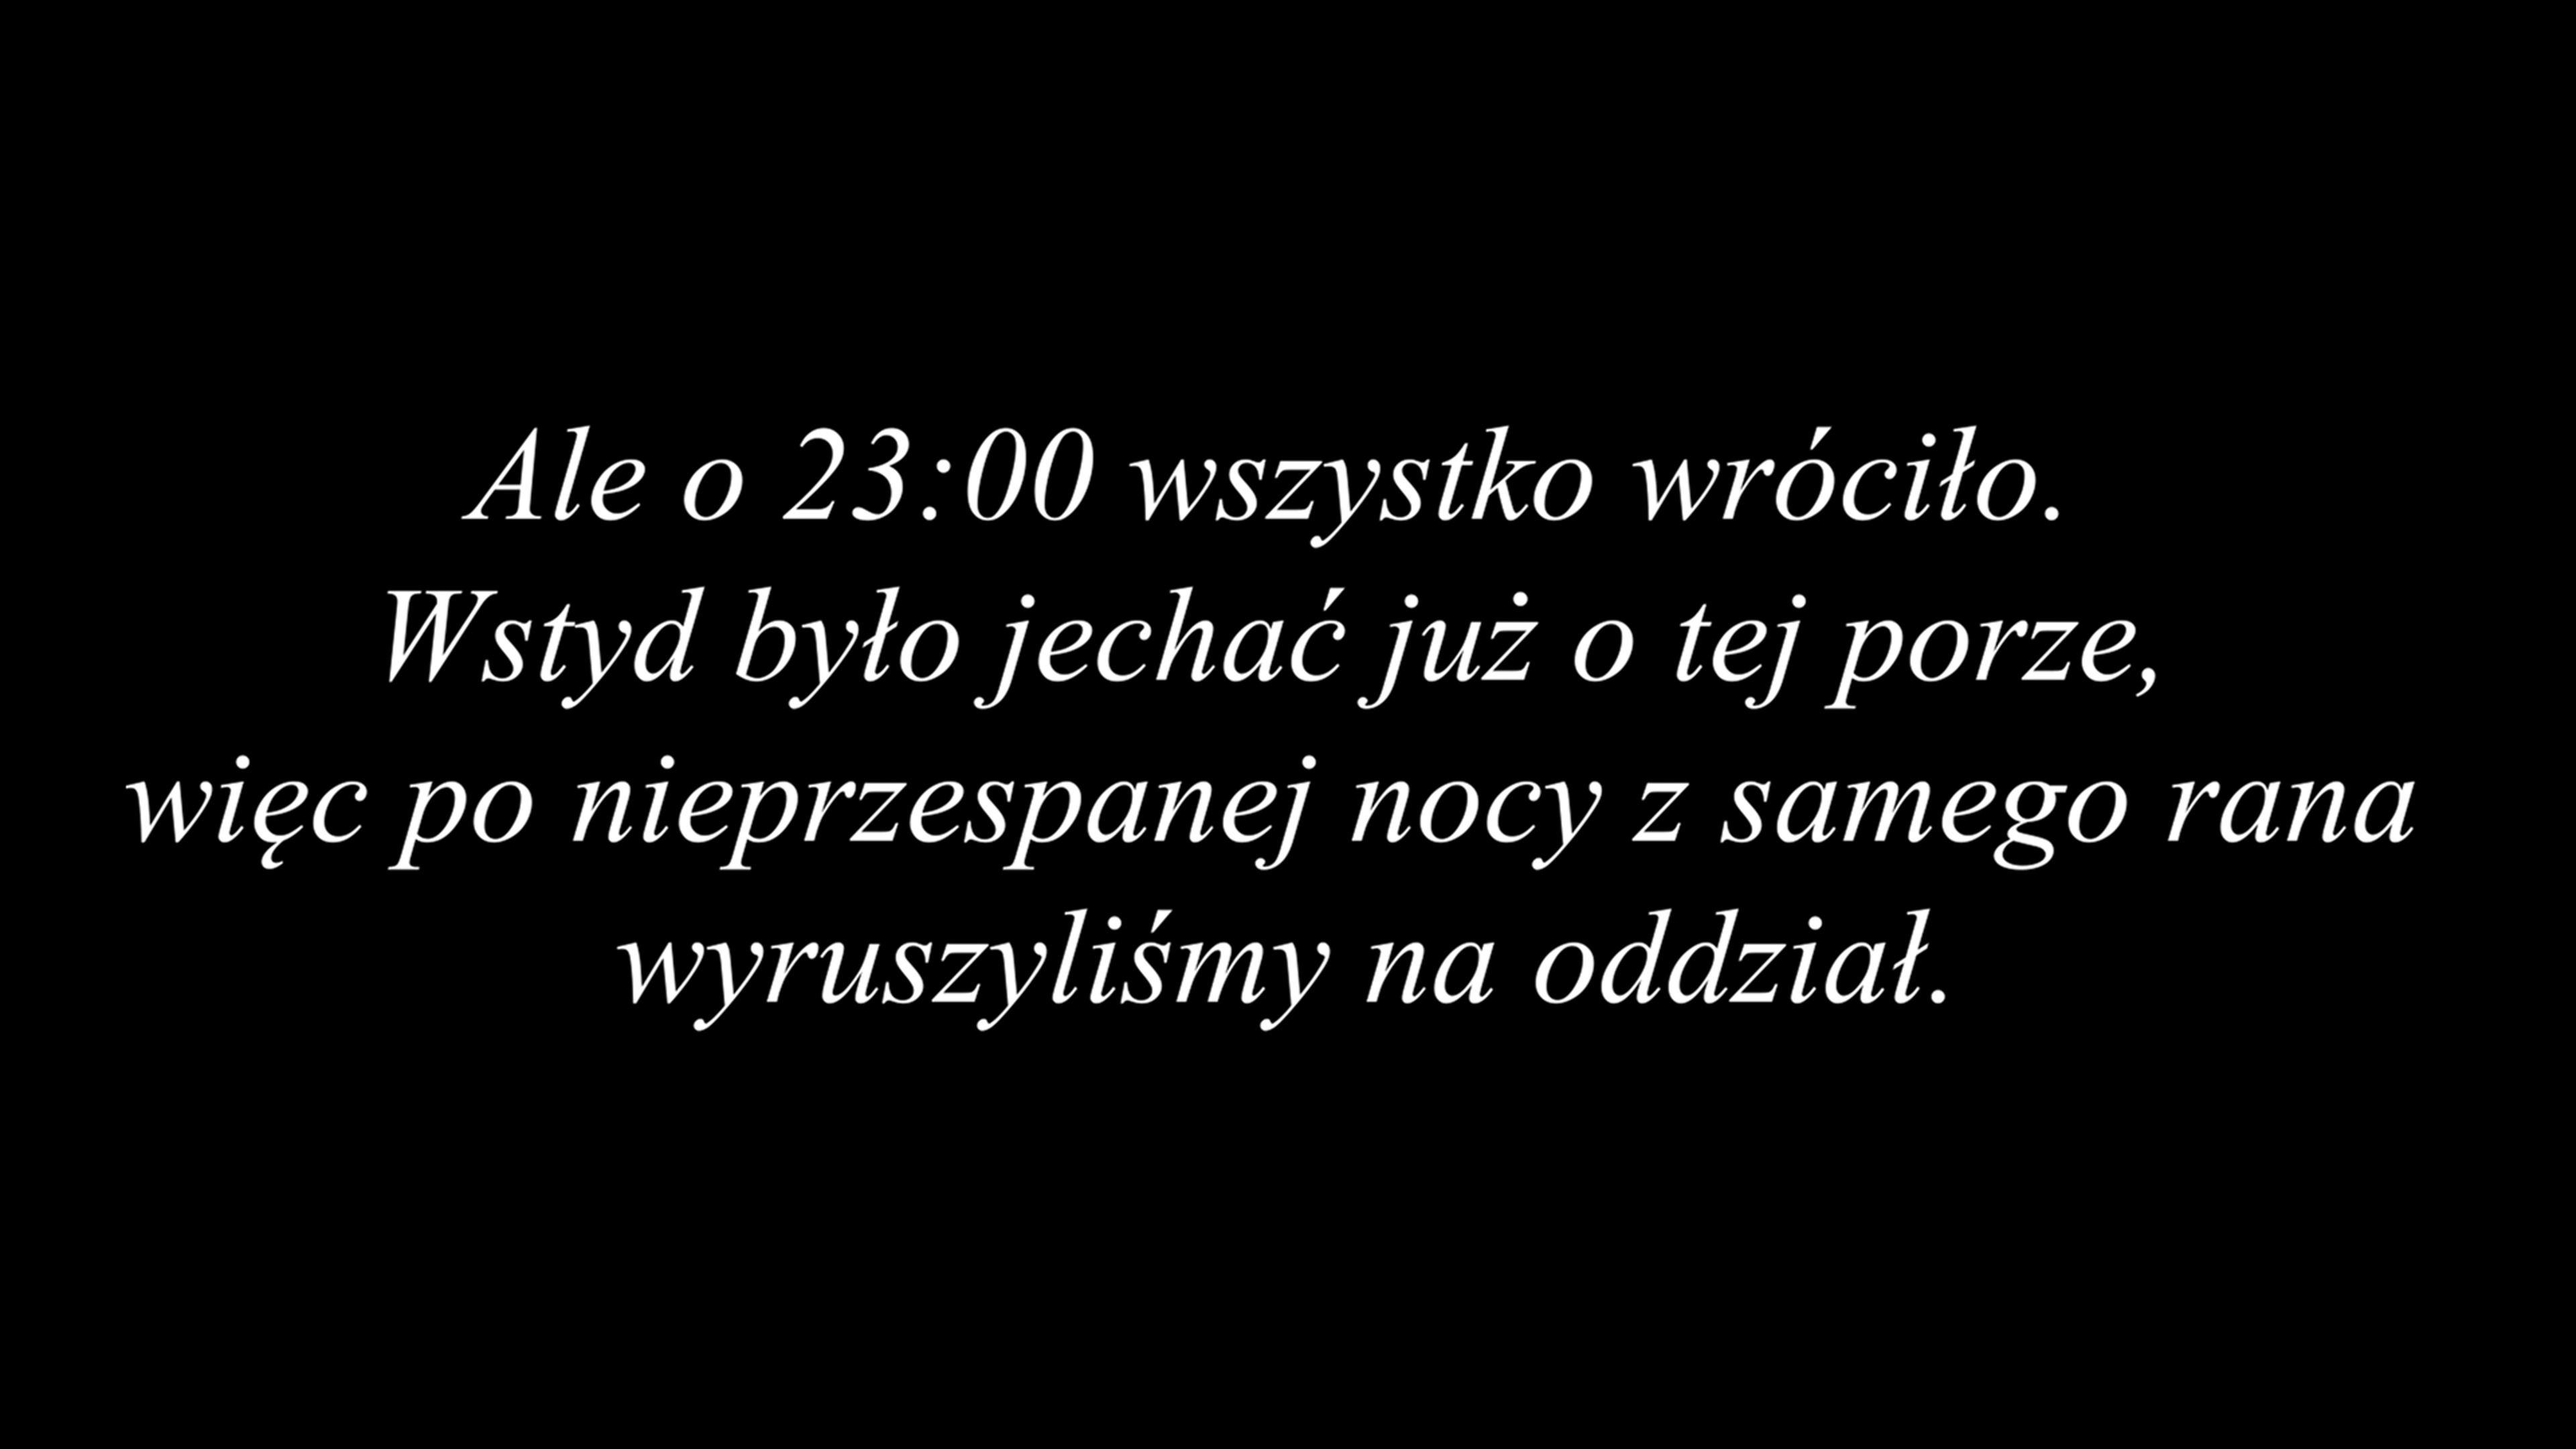 Ale o 23:00 wszystko wróciło.
Wstyd było jechać już o tej porze,
więc po nieprzespanej nocy z samego rana
wyruszyliśmy na oddział.